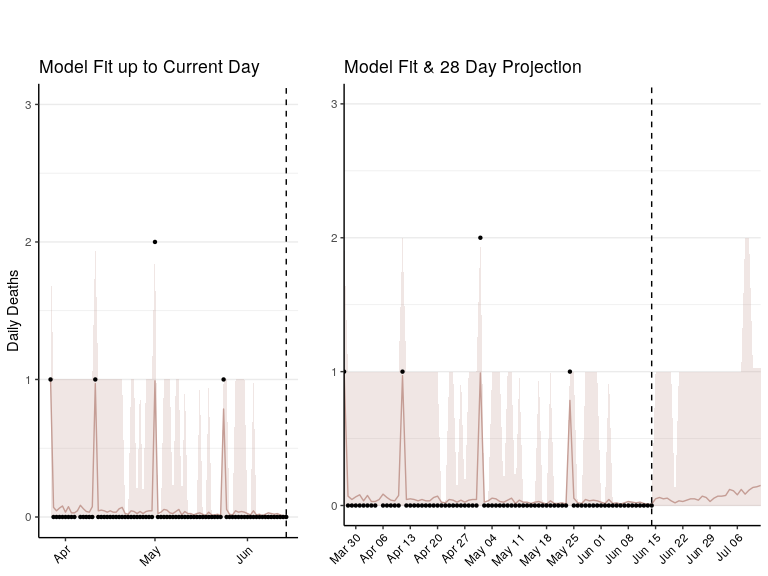 Model Fit up to Current Day
Model Fit & 28 Day Projection
Daily Deaths
3
2
1
0
Apr
May
Jun
3
2
1
0
Mar 30
Apr 06
Apr 13
Apr 20
Apr 27
May 04
May 11
May 18
May 25
Jun 01
Jun 08
Jun 15
Jun 22
Jun 29
Jul 06